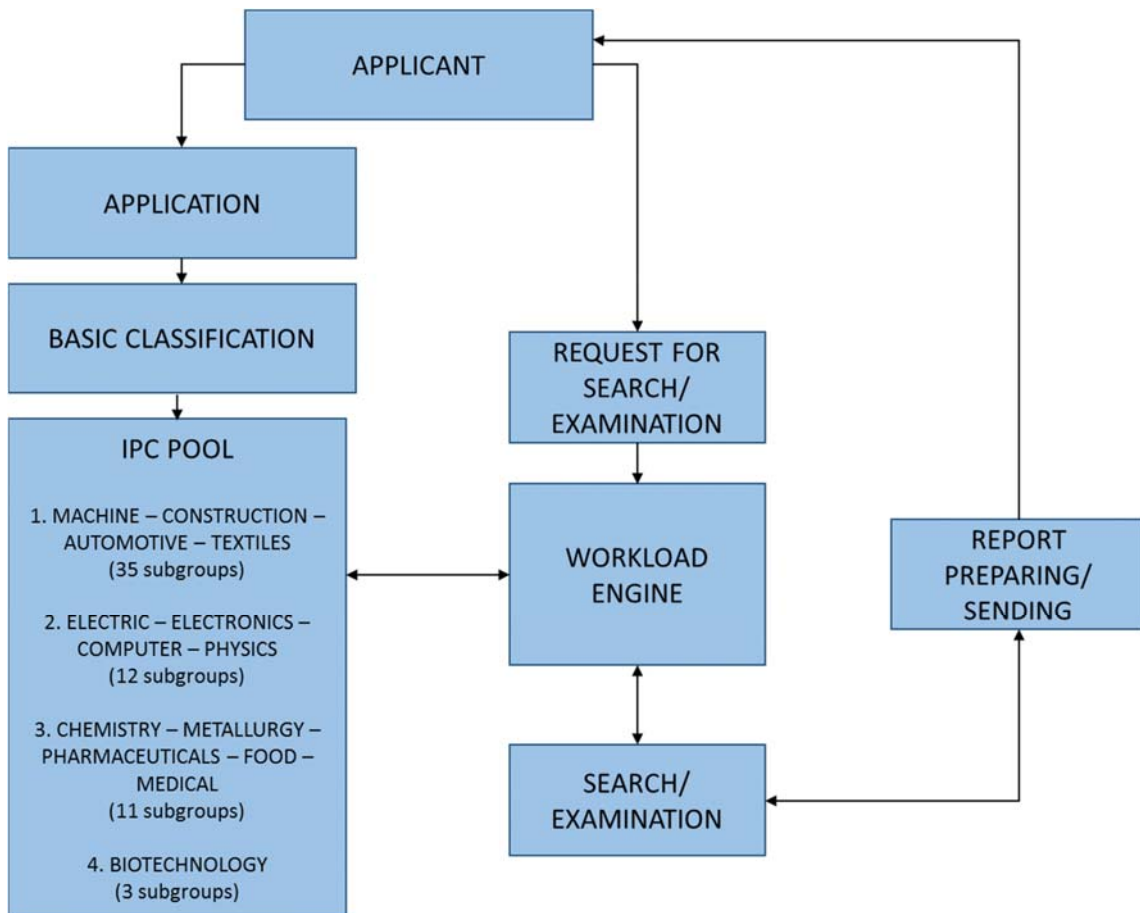 APPLICANT
APPLICATION
BASIC CLASSIFICATION
IPC POOL
1. MACHINE – CONSTRUCTION –
AUTOMOTIVE – TEXTILES
(35 subgroups)
2. ELECTRIC – ELECTRONICS –
COMPUTER – PHYSICS
(12 subgroups)
3. CHEMISTRY – METALLURGY –
PHARMACEUTICALS – FOOD –
MEDICAL
(11 subgroups)
4. BIOTECHNOLOGY
(3 subgroups)
REQUEST FOR
SEARCH/
EXAMINATION
WORKLOAD
ENGINE
SEARCH/
EXAMINATION
REPORT
PREPARING/
SENDING